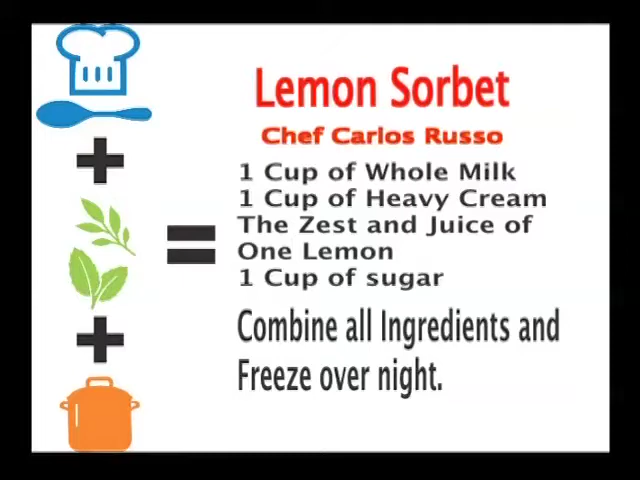 Lemon Sorbet
Chef Carlos Russo
1 Cup of Whole Milk
1 Cup of Heavy Cream
The Zest and Juice of
One Lemon
1 Cup of sugar
Combine all Ingredients and
Freeze over night.